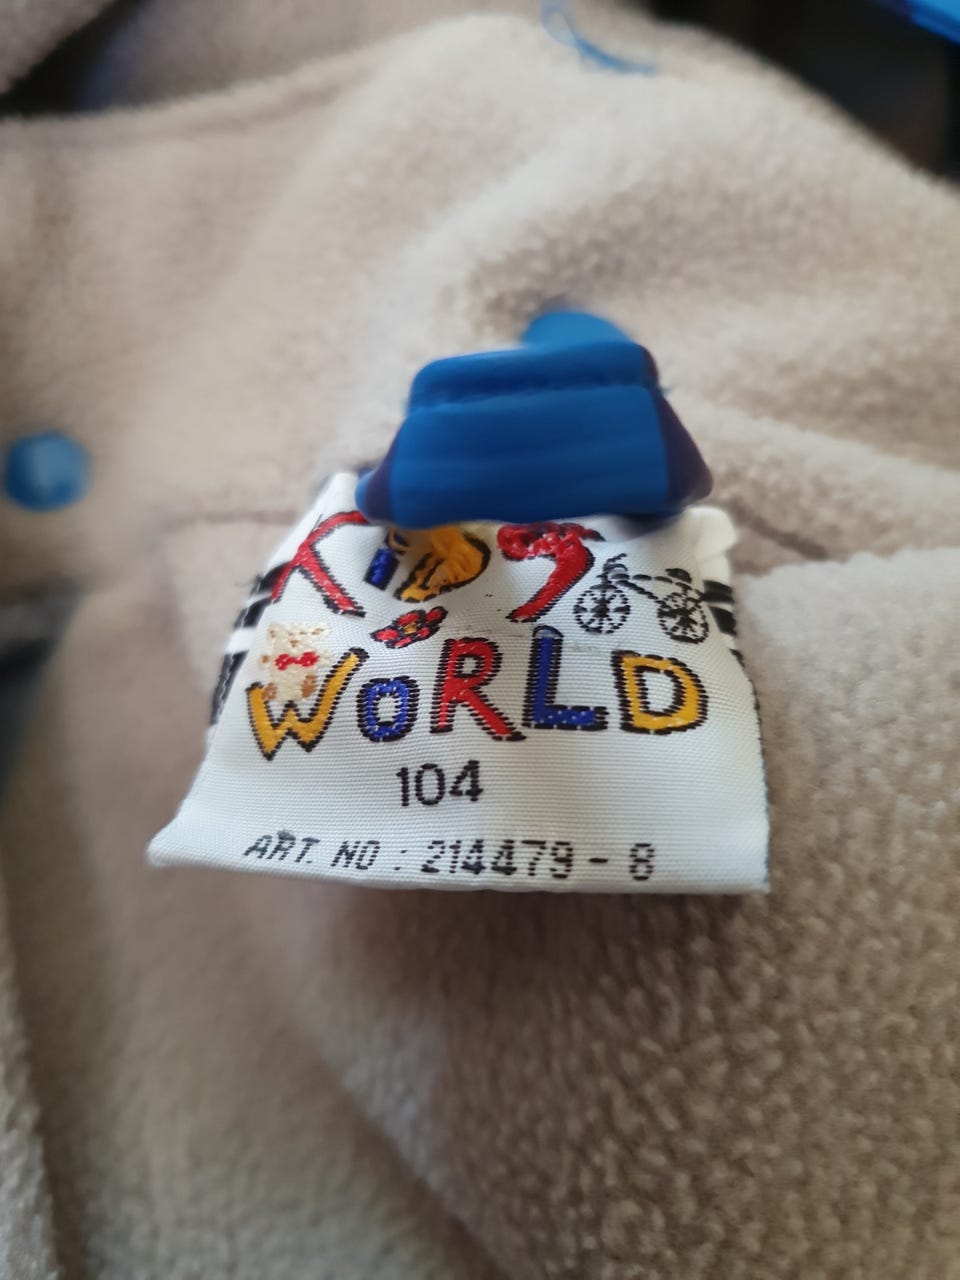 KiDS
WoRLD
104
ART. NO : 214479 - 8